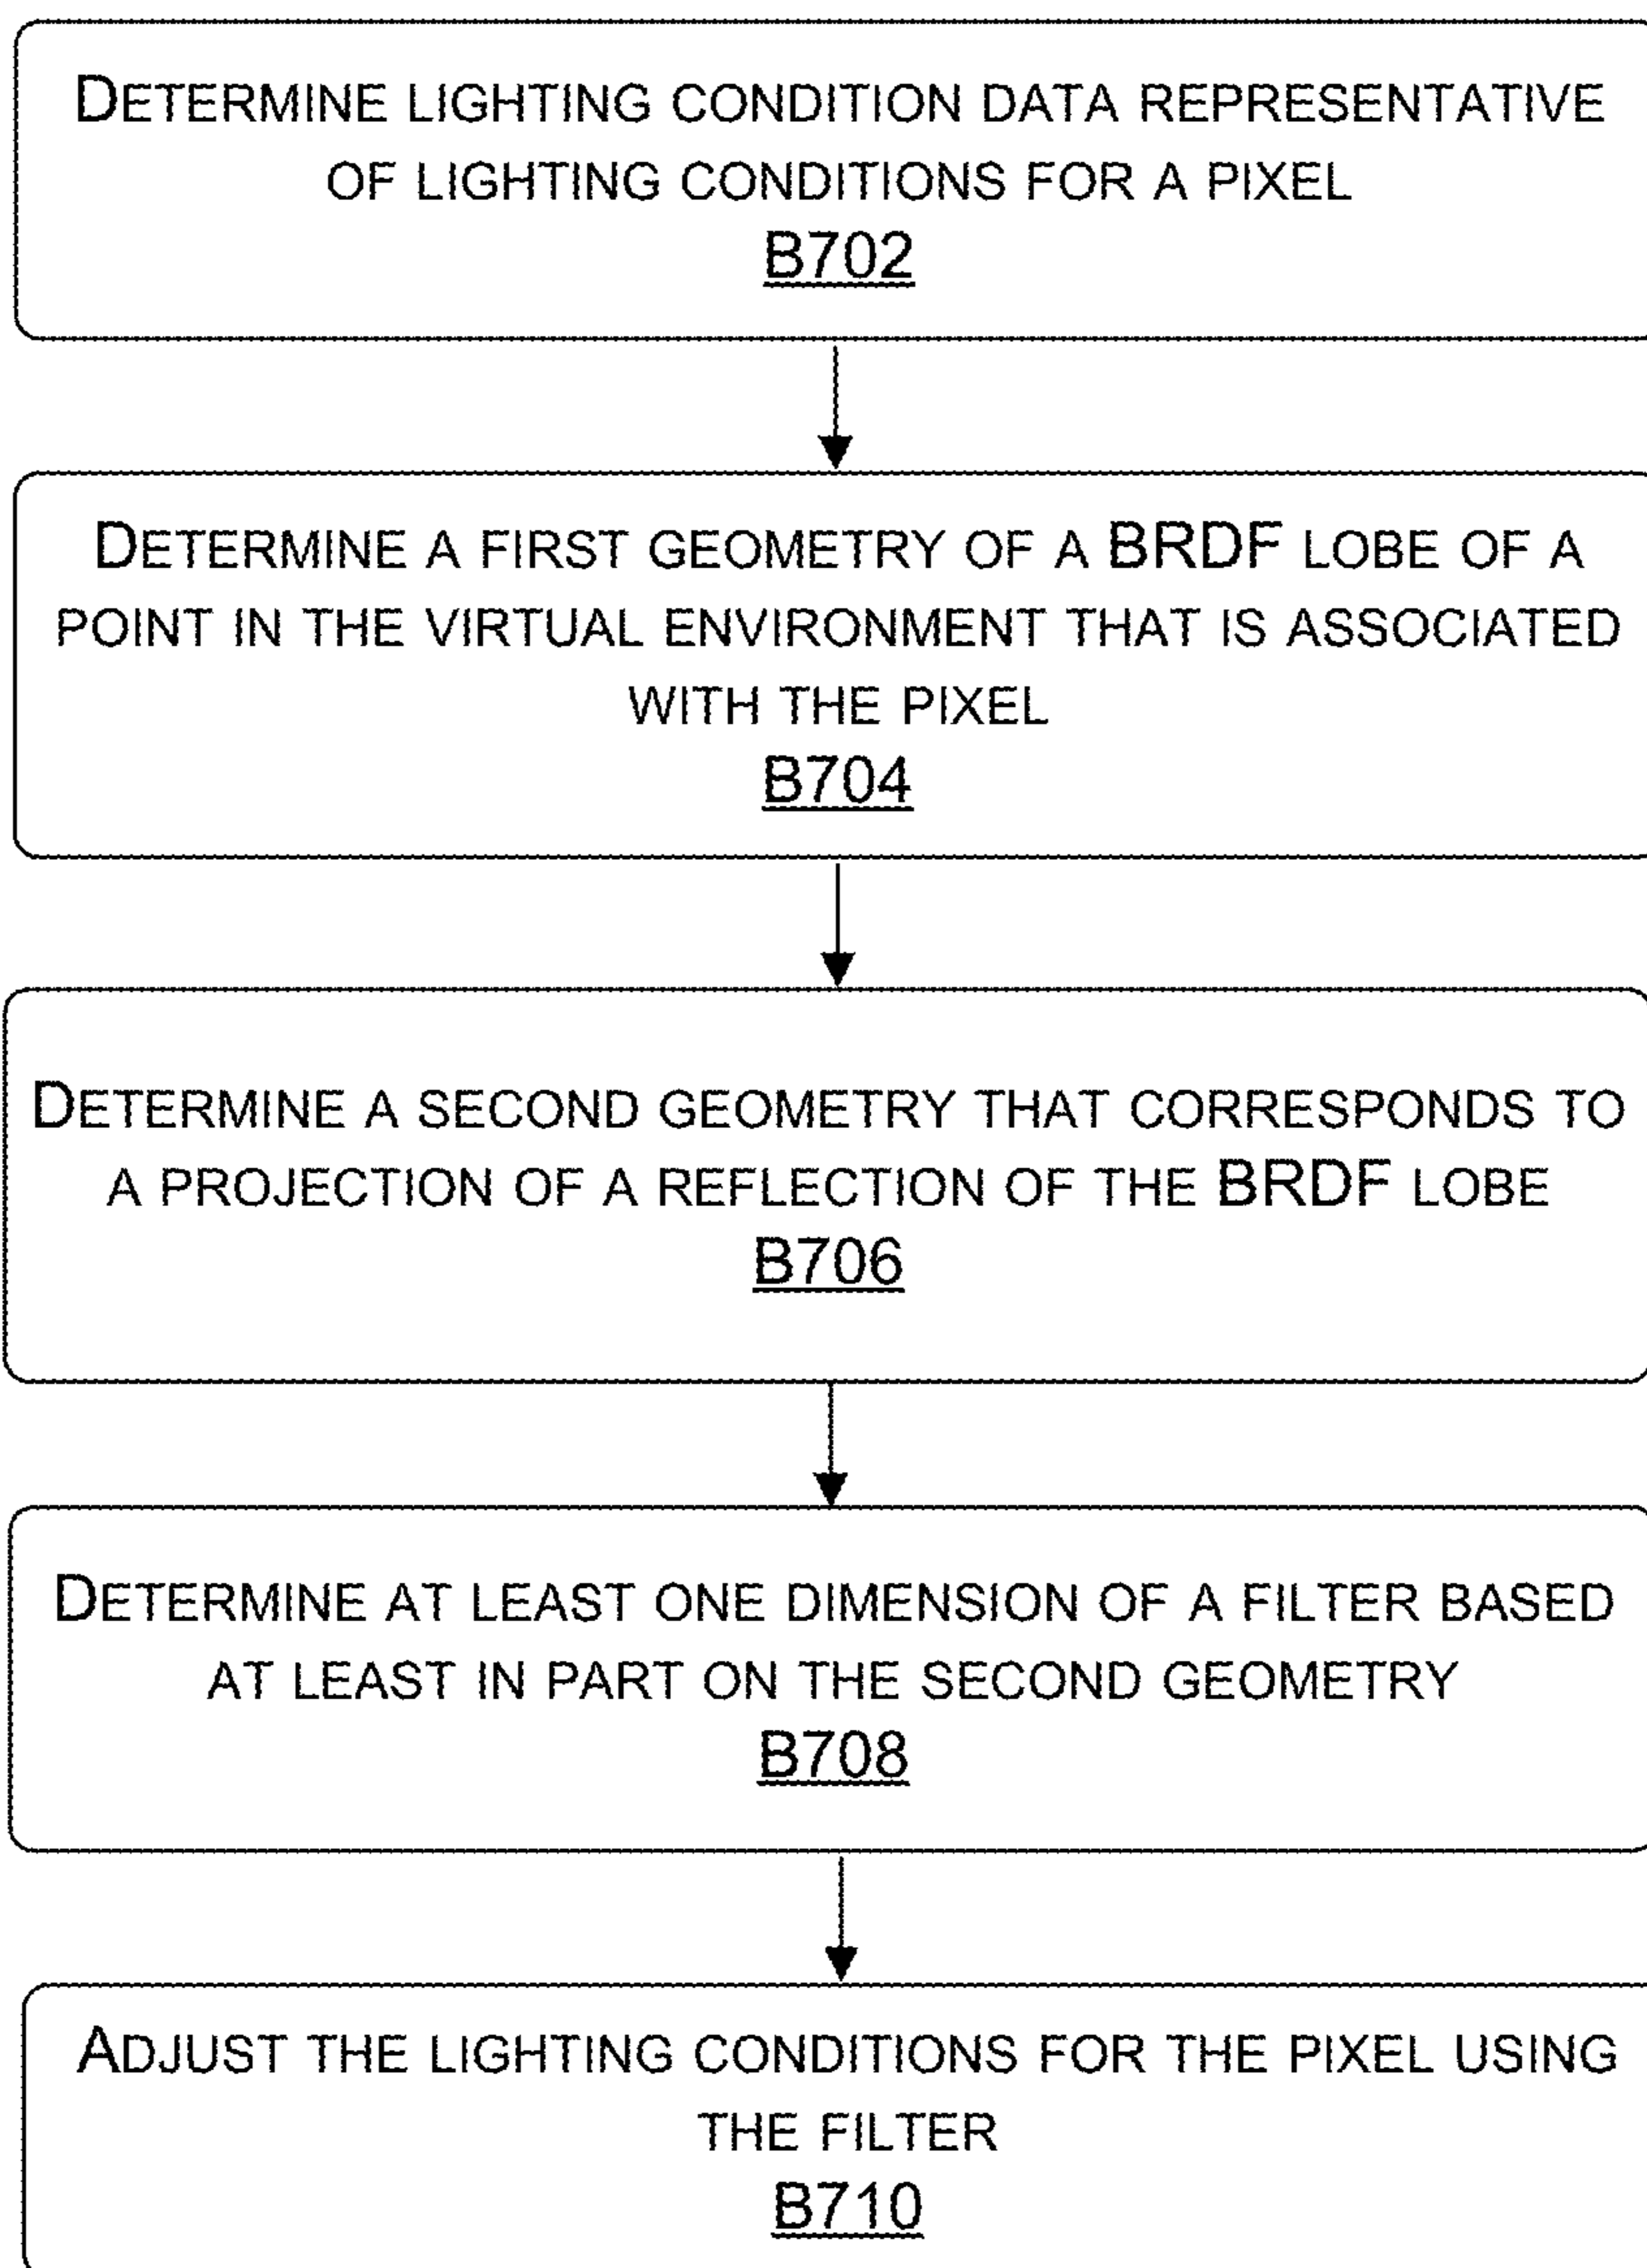 DETERMINE LIGHTING CONDITION DATA REPRESENTATIVE
OF LIGHTING CONDITIONS FOR A PIXEL
B702
DETERMINE A FIRST GEOMETRY OF A BRDF LOBE OF A
POINT IN THE VIRTUAL ENVIRONMENT THAT IS ASSOCIATED
WITH THE PIXEL
B704
DETERMINE A SECOND GEOMETRY THAT CORRESPONDS TO
A PROJECTION OF A REFLECTION OF THE BRDF LOBE
B706
DETERMINE AT LEAST ONE DIMENSION OF A FILTER BASED
AT LEAST IN PART ON THE SECOND GEOMETRY
B708
ADJUST THE LIGHTING CONDITIONS FOR THE PIXEL USING
THE FILTER
B710